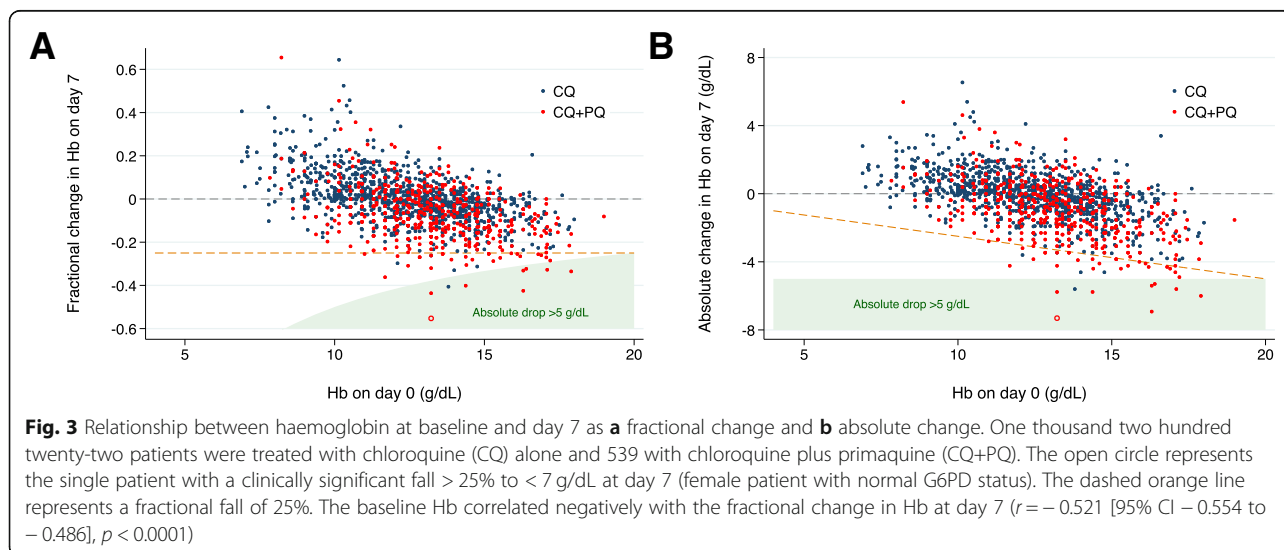 A
B
Fractional change in Hb on day 7
0.6
0.4
0.2
0
-0.2
-0.4
-0.6
CQ
CQ+PQ
Absolute drop >5 g/dL
5
10
15
20
Hb on day 0 (g/dL)
Absolute change in Hb on day 7 (g/dL)
8
4
0
-4
-8
CQ
CQ+PQ
Absolute drop >5 g/dL
5
10
15
20
Hb on day 0 (g/dL)
Fig. 3 Relationship between haemoglobin at baseline and day 7 as a fractional change and b absolute change. One thousand two hundred
twenty-two patients were treated with chloroquine (CQ) alone and 539 with chloroquine plus primaquine (CQ+PQ). The open circle represents
the single patient with a clinically significant fall > 25% to < 7 g/dL at day 7 (female patient with normal G6PD status). The dashed orange line
represents a fractional fall of 25%. The baseline Hb correlated negatively with the fractional change in Hb at day 7 (r = − 0.521 [95% CI − 0.554 to
− 0.486], p < 0.0001)